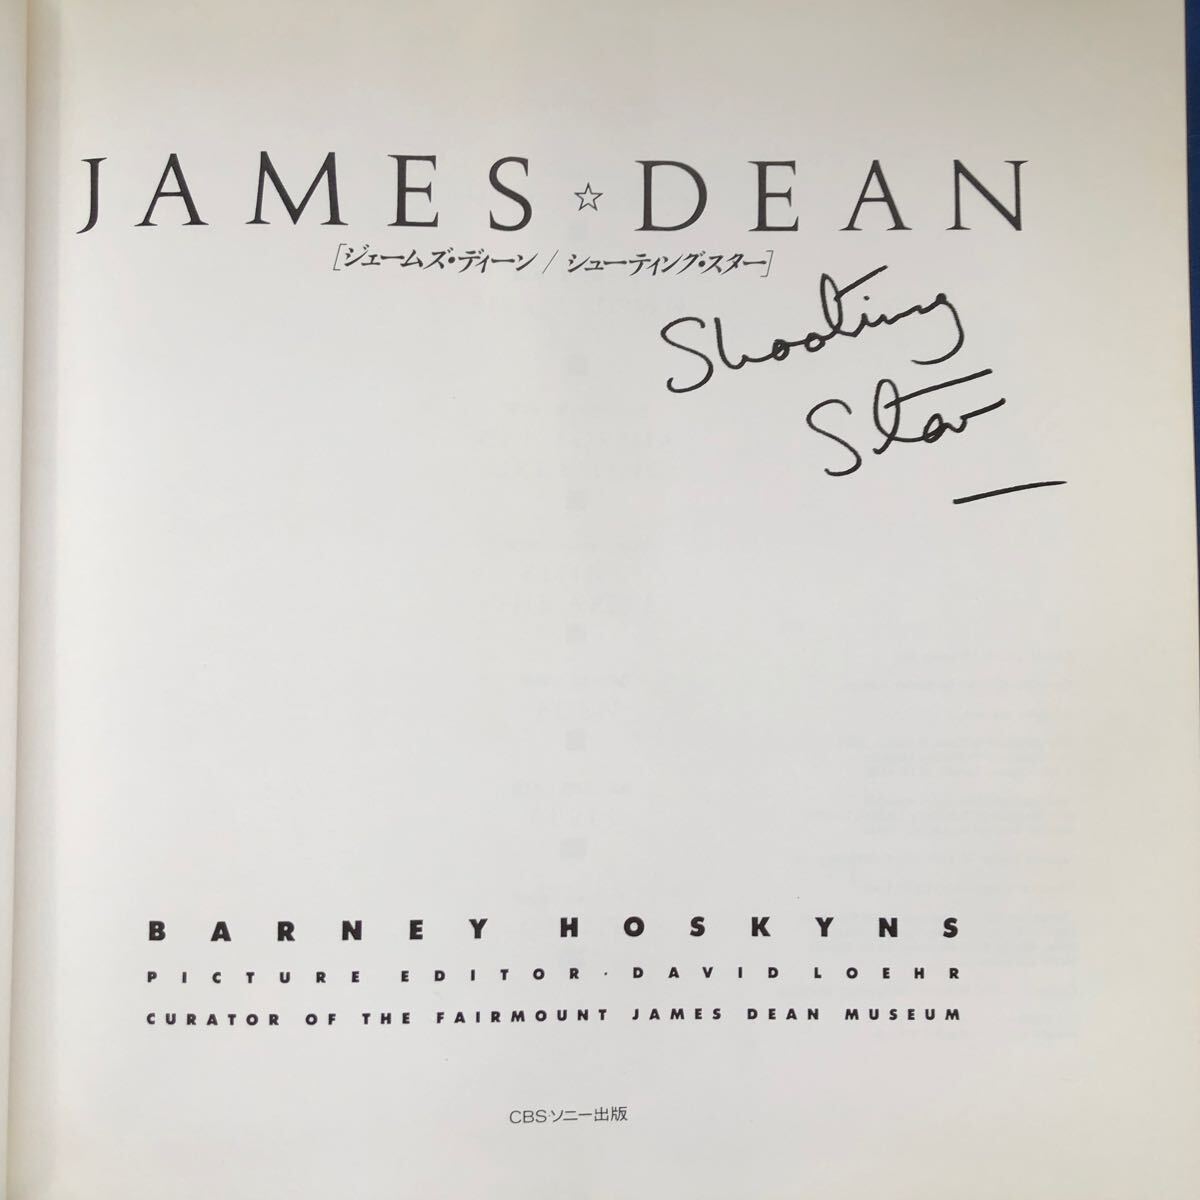 JAMES☆DEAN
[ジェームズ・ディーン/シューティング・スター]
Shooting
Star
BARNEY HOSKYNS
PICTURE EDITOR・DAVID LOEHR
CURATOR OF THE FAIRMOUNT JAMES DEAN MUSEUM
CBS・ソニー出版